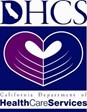 DHCS
California Department of
HealthCareServices